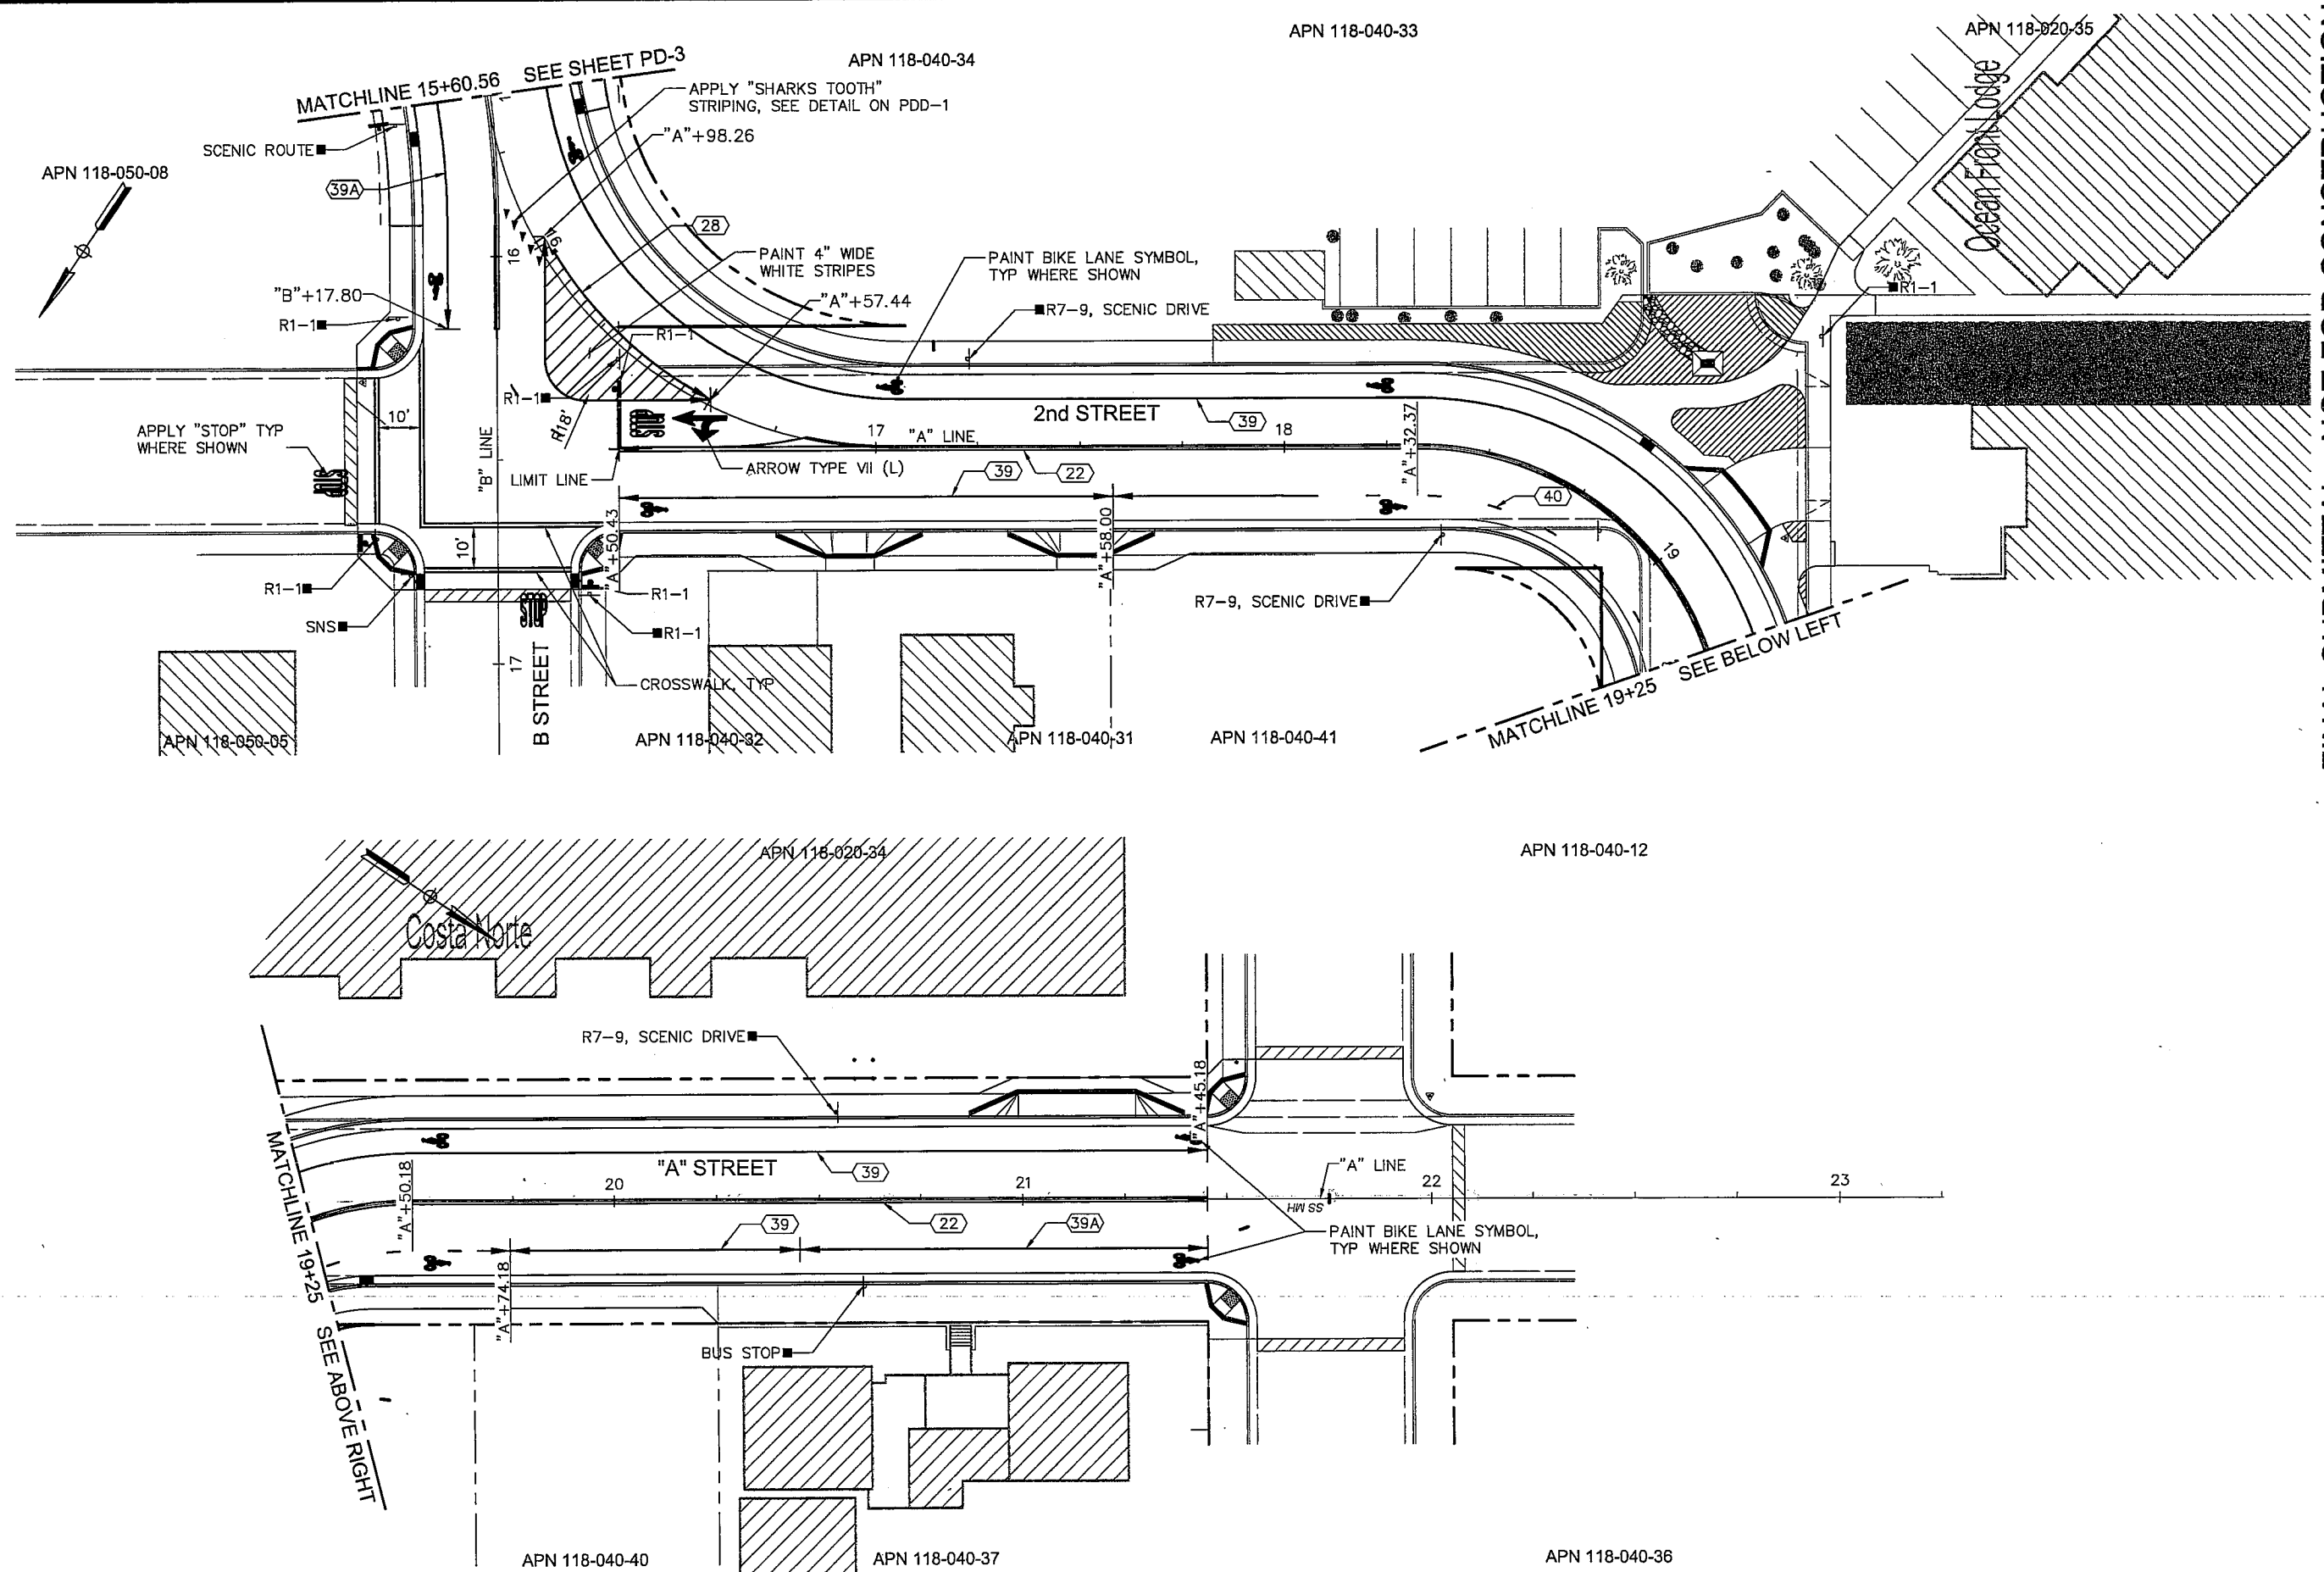 APN 118-040-33
APN 118-020-35
APN 118-040-34
MATCHLINE 15+60.56 SEE SHEET PD-3
APPLY "SHARKS TOOTH"
STRIPING, SEE DETAIL ON PDD-1
"A"+98.26
SCENIC ROUTE
APN 118-050-08
39A
Ocean Front Lodge
28
16
16
PAINT 4" WIDE
WHITE STRIPES
PAINT BIKE LANE SYMBOL,
TYP WHERE SHOWN
"B"+17.80
"A"+57.44
R7-9, SCENIC DRIVE
R1-1
R1-1
R1-1
R1-1
R18'
10'
2nd STREET
39
"A"+32.37
APPLY "STOP" TYP
WHERE SHOWN
STOP
STOP
17
"A" LINE
18
"B" LINE
LIMIT LINE
ARROW TYPE VII (L)
39
22
40
"A"+50.43
"A"+58.00
10'
19
R1-1
R1-1
R7-9, SCENIC DRIVE
SNS
STOP
R1-1
17
B STREET
CROSSWALK, TYP
MATCHLINE 19+25 SEE BELOW LEFT
APN 118-050-05
APN 118-040-32
APN 118-040-31
APN 118-040-41
APN 118-020-34
APN 118-040-12
Costa Norte
R7-9, SCENIC DRIVE
"A"+45.18
MATCHLINE 19+25 SEE ABOVE RIGHT
"A" STREET
39
"A" LINE
"A"+50.18
20
21
22
23
SS MH
39
22
39A
PAINT BIKE LANE SYMBOL,
TYP WHERE SHOWN
"A"+74.18
BUS STOP
APN 118-040-40
APN 118-040-37
APN 118-040-36